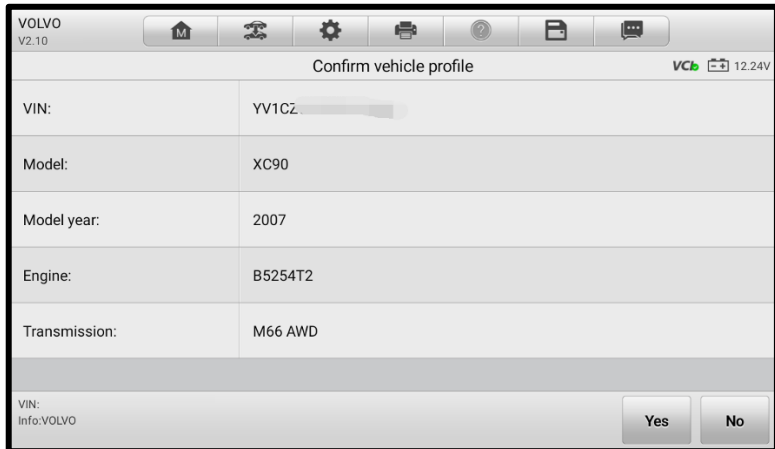 VOLVO
V2.10
M
Confirm vehicle profile
VCI 12.24V
VIN: YV1CZ
Model: XC90
Model year: 2007
Engine: B5254T2
Transmission: M66 AWD
VIN:
Info:VOLVO
Yes No